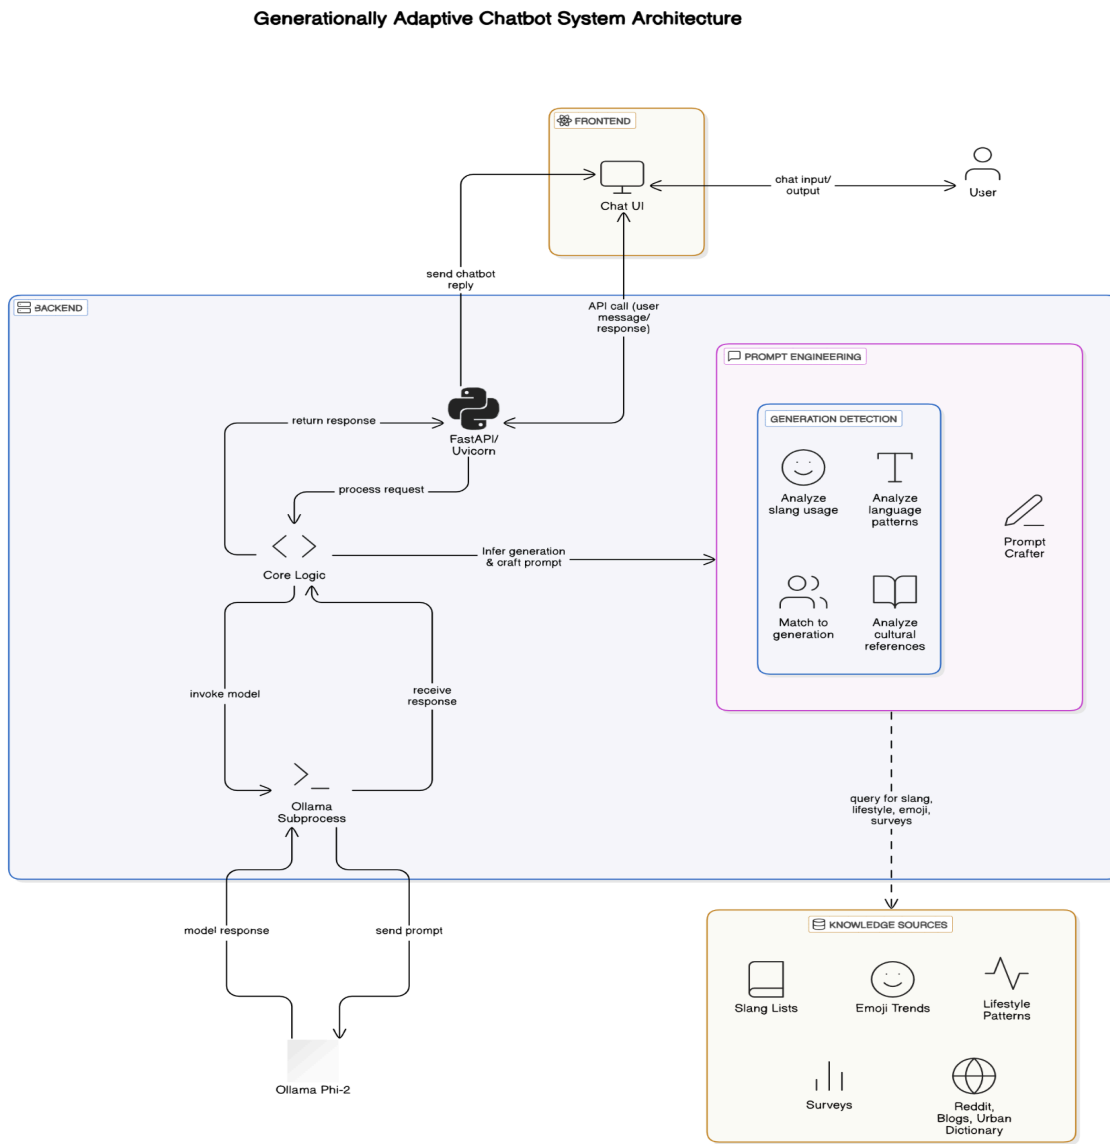 Generationally Adaptive Chatbot System Architecture
FRONTEND
Chat UI
chat input/
output
User
send chatbot
reply
API call (user
message/
response)
BACKEND
PROMPT ENGINEERING
GENERATION DETECTION
return response
FastAPI/
Uvicorn
process request
Analyze
slang usage
Analyze
language
patterns
Prompt
Crafter
Infer generation
& craft prompt
Core Logic
Match to
generation
Analyze
cultural
references
invoke model
receive
response
Ollama
Subprocess
query for slang,
lifestyle, emoji,
surveys
model response
send prompt
KNOWLEDGE SOURCES
Slang Lists
Emoji Trends
Lifestyle
Patterns
Ollama Phi-2
Surveys
Reddit,
Blogs, Urban
Dictionary